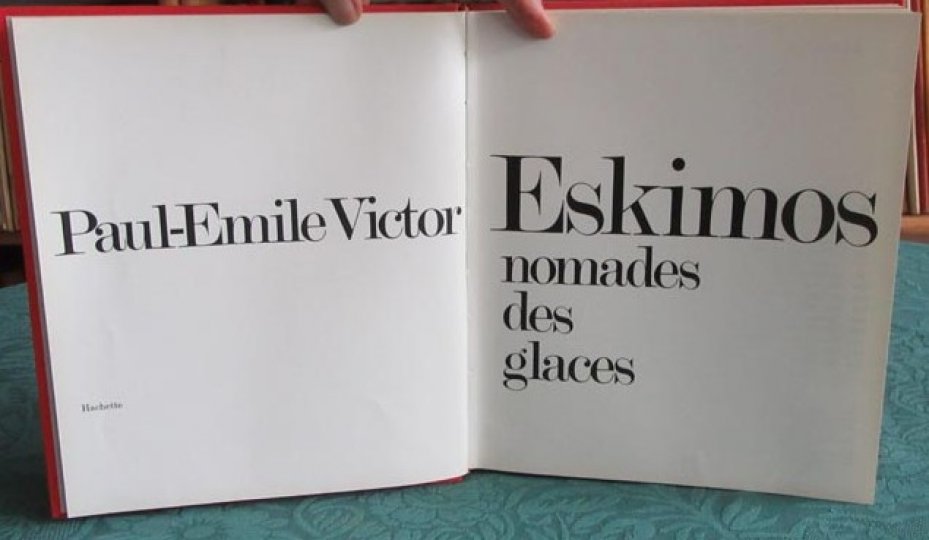 Paul-Emile Victor
Hachette
Eskimos
nomades
des
glaces